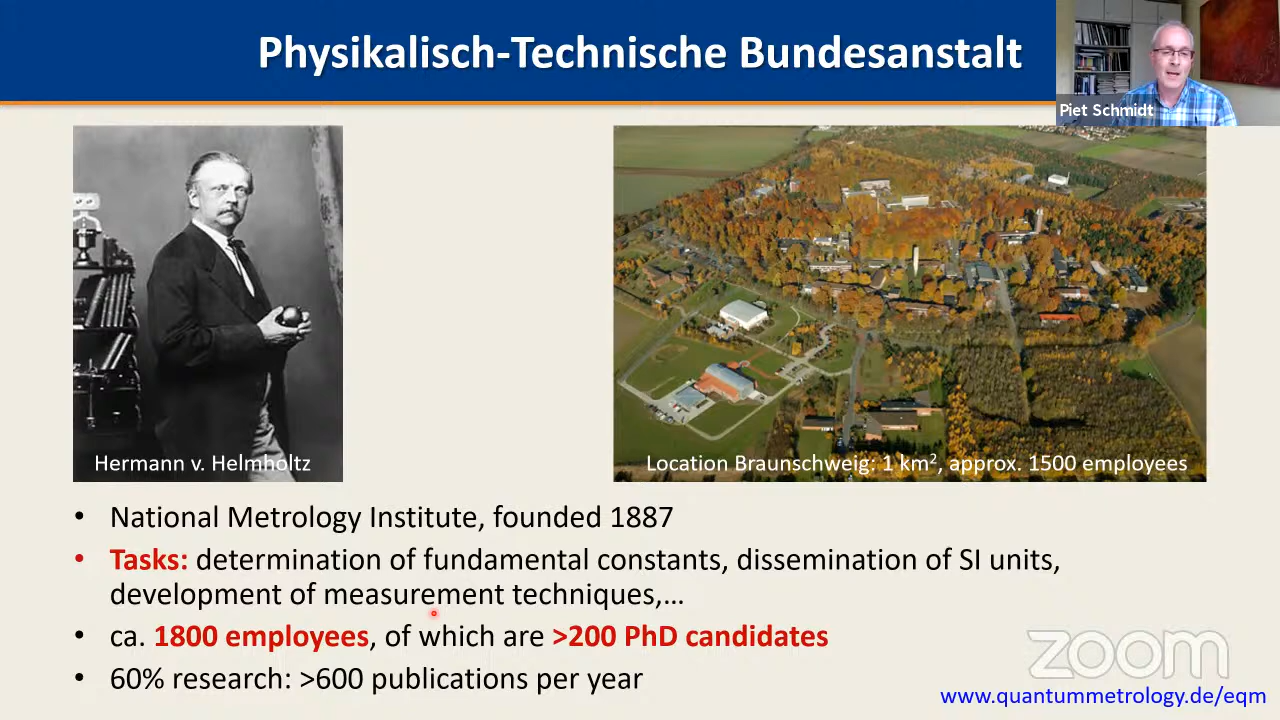 Physikalisch-Technische Bundesanstalt
Piet Schmidt
Hermann v. Helmholtz
Location Braunschweig: 1 km², approx. 1500 employees
• National Metrology Institute, founded 1887
• Tasks: determination of fundamental constants, dissemination of SI units,
development of measurement techniques,…
• ca. 1800 employees, of which are >200 PhD candidates
• 60% research: >600 publications per year
zoom
www.quantummetrology.de/eqm